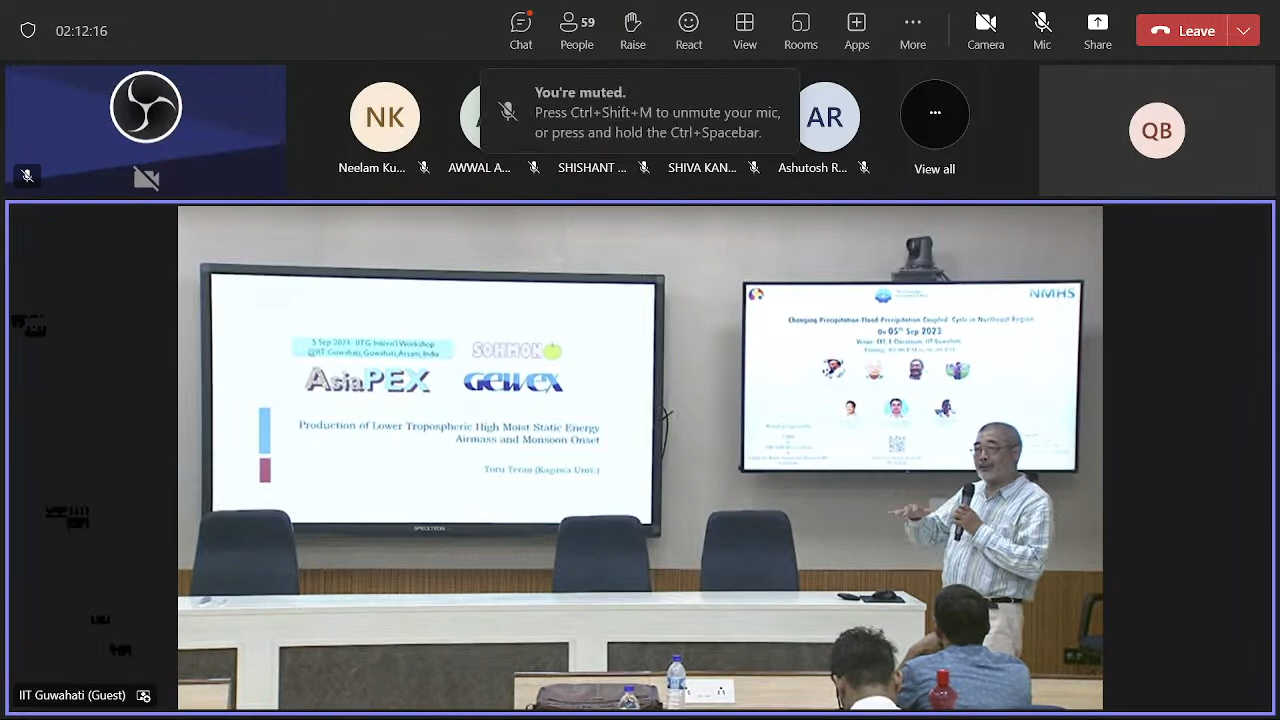 02:12:16
Chat
59
People
Raise
React
View
Rooms
Apps
More
Camera
Mic
Share
Leave
You're muted.
Press Ctrl+Shift+M to unmute your mic,
or press and hold the Ctrl+Spacebar.
NK
AR
QB
Neelam Ku...
AWWAL A...
SHISHANT ...
SHIVA KAN...
Ashutosh R...
View all
5 Sep 2023 IITG Intern'l Workshop
@IIT Guwahati, Guwahati, Assam, India
AsiaPEX
GEWEX
Production of Lower Tropospheric High Moist Static Energy
Airmass and Monsoon Onset
Toru Terao (Kagawa Univ.)
NMHS
Changing Precipitation-Flood-Precipitation Coupled Cycle in Northeast Region
On 05th Sep 2023
IIT Guwahati (Guest)